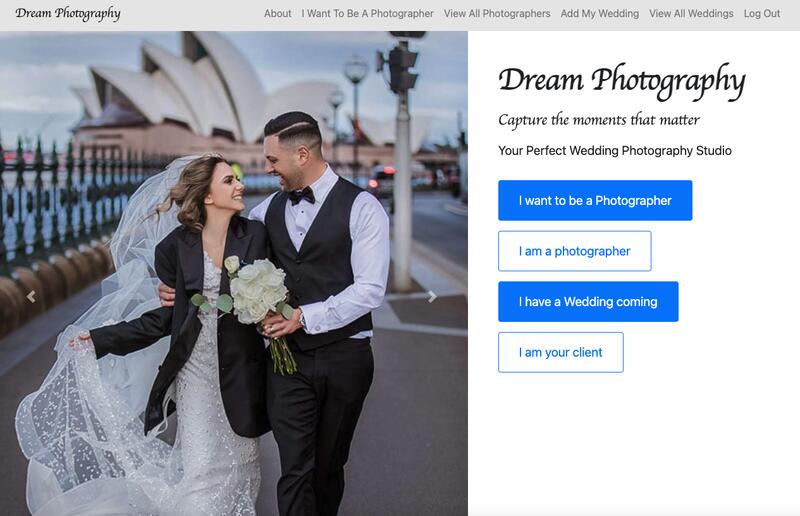 Dream Photography
About I Want To Be A Photographer View All Photographers Add My Wedding View All Weddings Log Out
Dream Photography
Capture the moments that matter
Your Perfect Wedding Photography Studio
I want to be a Photographer
I am a photographer
I have a Wedding coming
I am your client